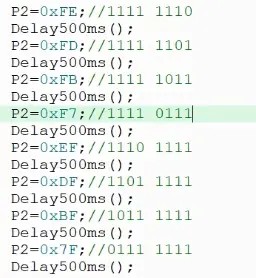 P2=0xFE;//1111 1110
Delay500ms();
P2=0xFD;//1111 1101
Delay500ms();
P2=0xFB;//1111 1011
Delay500ms();
P2=0xF7;//1111 0111
Delay500ms();
P2=0xEF;//1110 1111
Delay500ms();
P2=0xDF;//1101 1111
Delay500ms();
P2=0xBF;//1011 1111
Delay500ms();
P2=0x7F;//0111 1111
Delay500ms();